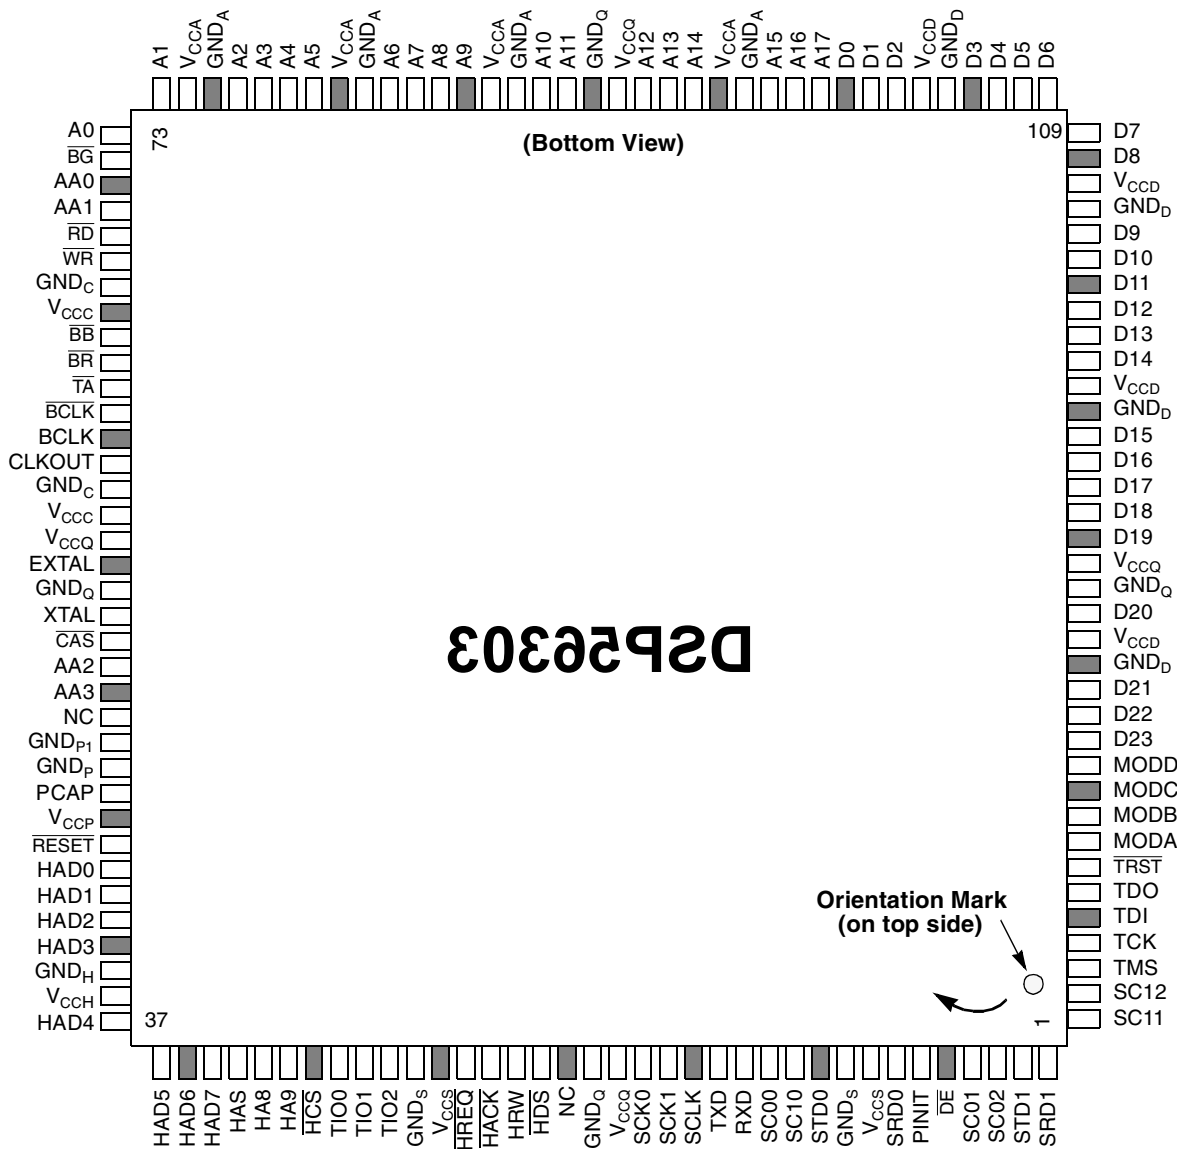 A1
VCCA
GNDA
A2
A3
A4
A5
VCCA
GNDA
A6
A7
A8
A9
VCCA
GNDA
A10
A11
GNDQ
VCCQ
A12
A13
A14
VCCA
GNDA
A15
A16
A17
D0
D1
D2
VCCD
GNDD
D3
D4
D5
D6
73
(Bottom View)
109
A0
BG
AA0
AA1
RD
WR
GNDC
VCCC
BB
BR
TA
BCLK
BCLK
CLKOUT
GNDC
VCCC
VCCQ
EXTAL
GNDQ
XTAL
CAS
AA2
AA3
NC
GNDP1
GNDP
PCAP
VCCP
RESET
HAD0
HAD1
HAD2
HAD3
GNDH
VCCH
HAD4
D7
D8
VCCD
GNDD
D9
D10
D11
D12
D13
D14
VCCD
GNDD
D15
D16
D17
D18
D19
VCCQ
GNDQ
D20
VCCD
GNDD
D21
D22
D23
MODD
MODC
MODB
MODA
TRST
TDO
TDI
TCK
TMS
SC12
SC11
DSP56303
Orientation Mark
(on top side)
37
1
HAD5
HAD6
HAD7
HAS
HA8
HA9
HCS
TIO0
TIO1
TIO2
GNDS
VCCS
HREQ
HACK
HRW
HDS
NC
GNDQ
VCCQ
SCK0
SCK1
SCLK
TXD
RXD
SC00
SC10
STD0
GNDS
VCCS
SRD0
PINIT
DE
SC01
SC02
STD1
SRD1